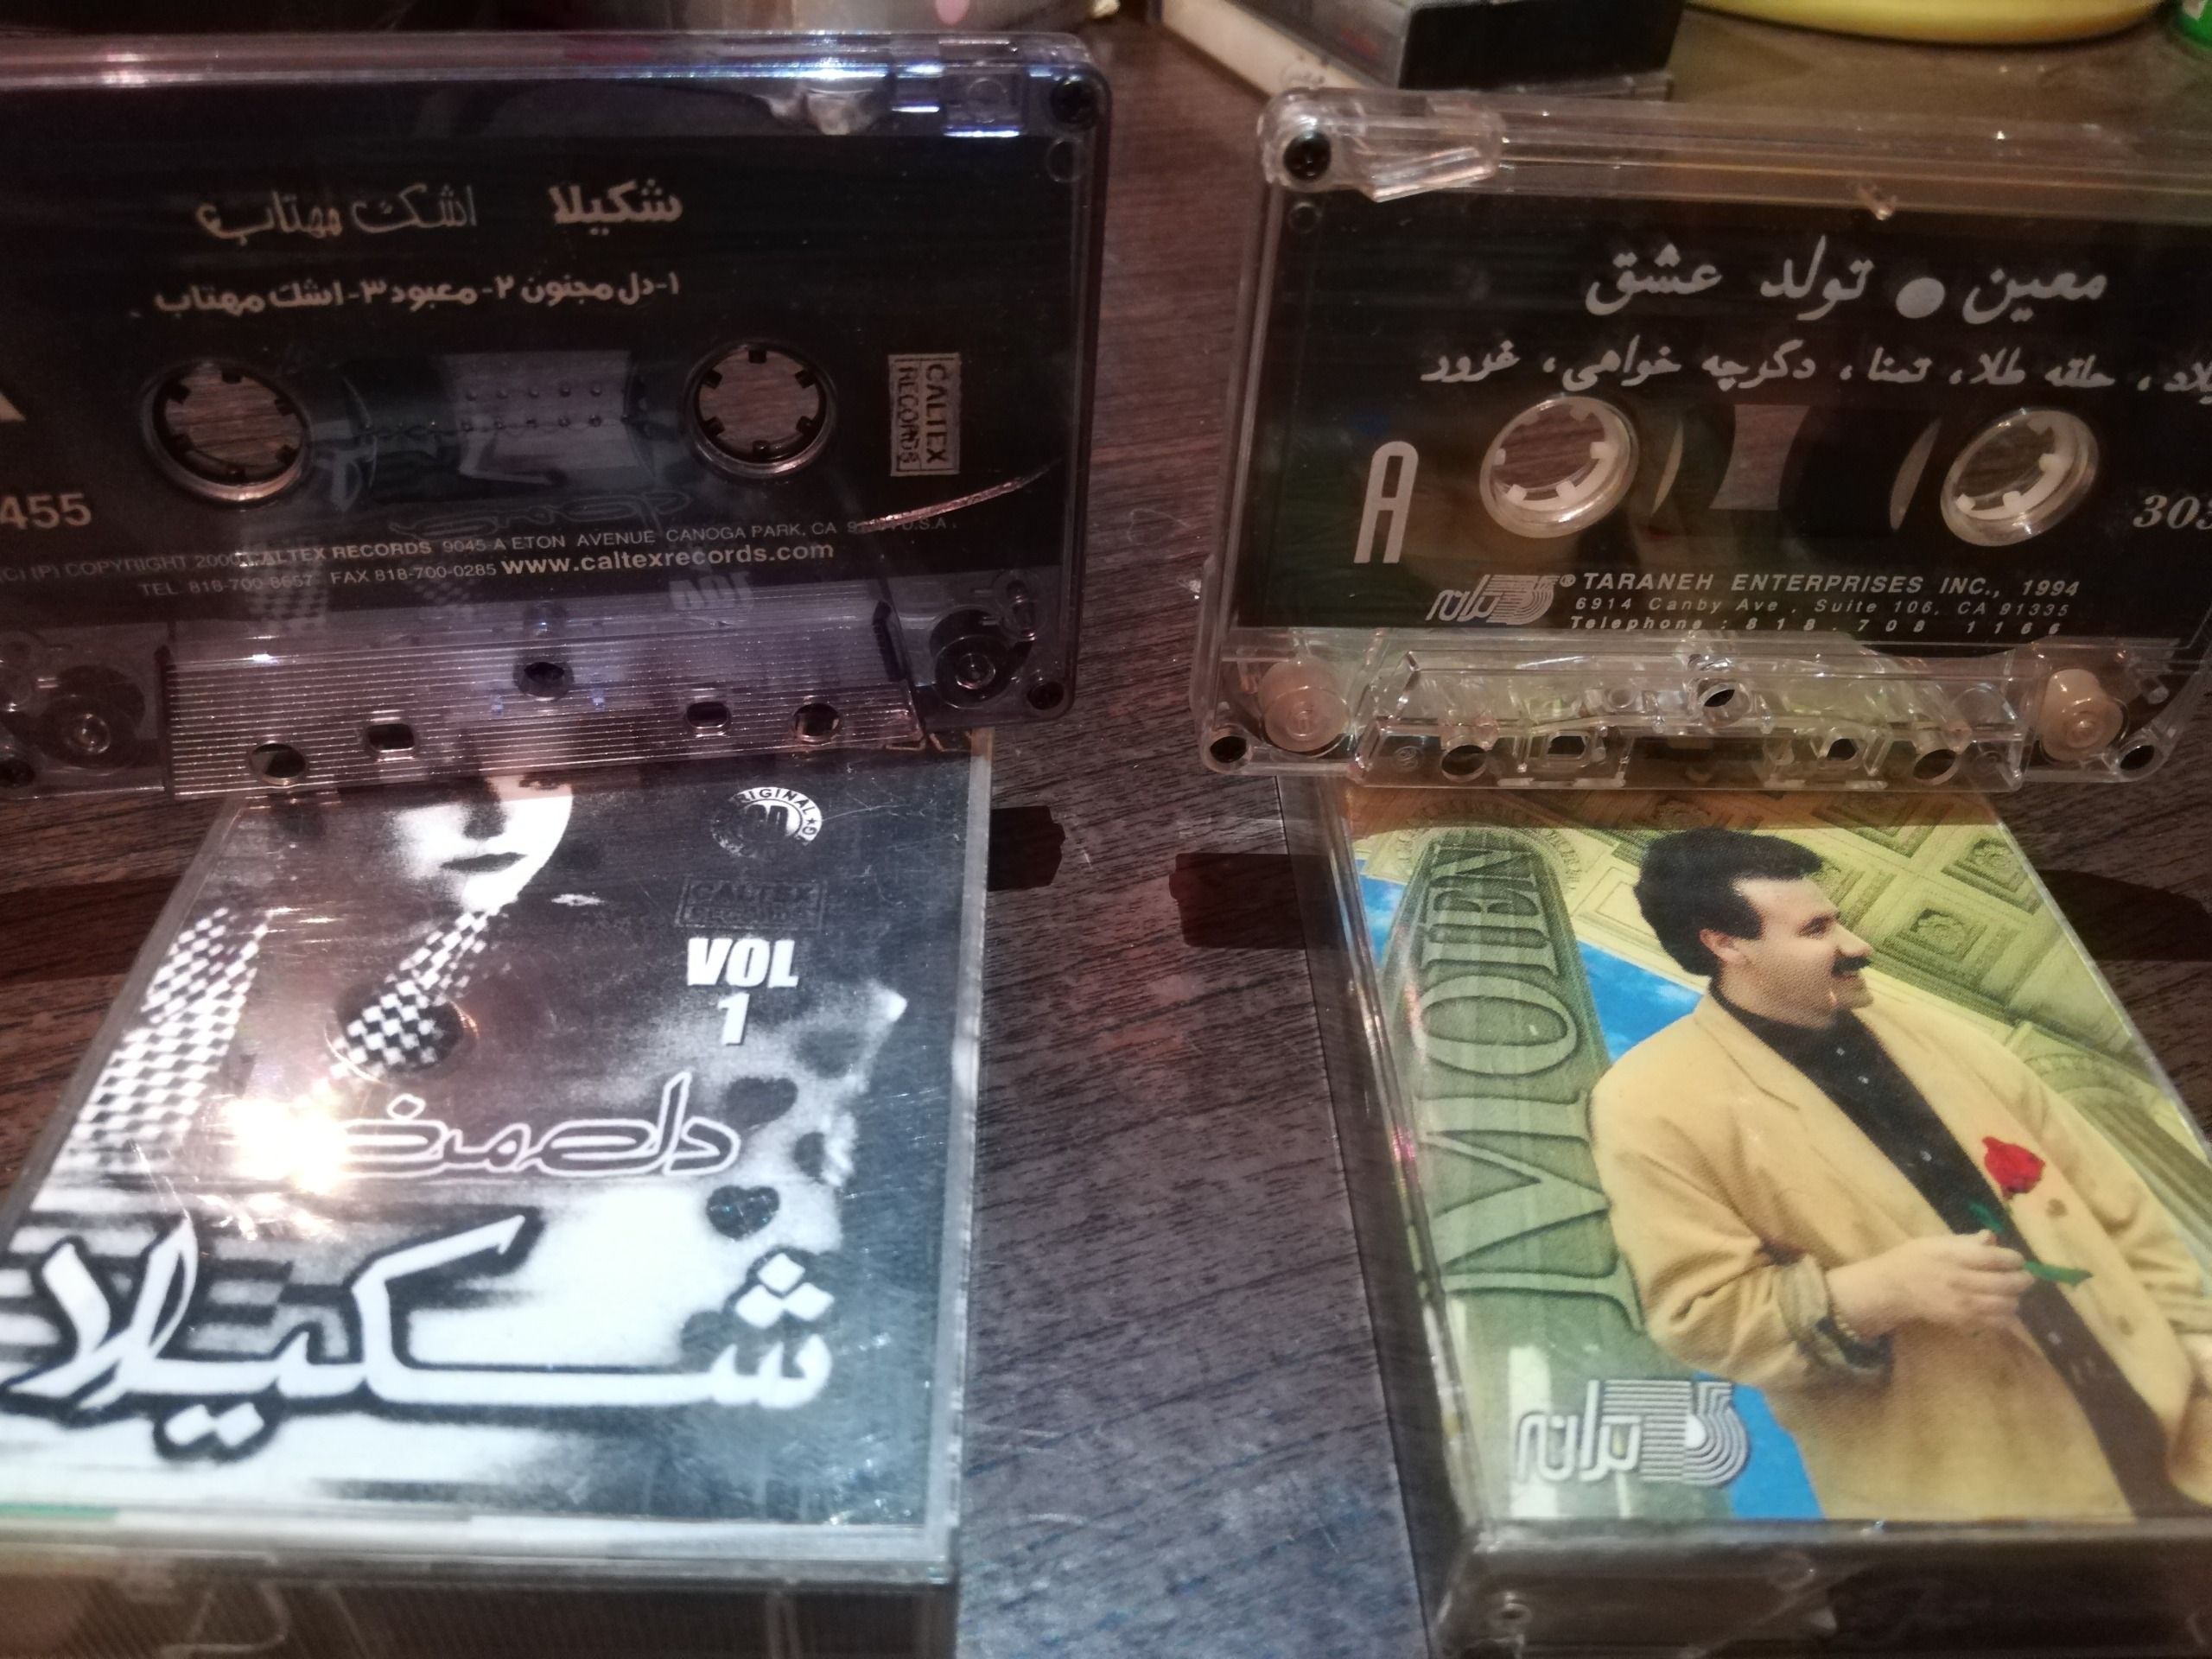 شکیلا اشک مهتاب
۱-دل مجنون ۲-معبود ۳-اشک مهتاب
CALTEX
RECORDS
455
(C) (P) COPYRIGHT CALTEX RECORDS 9045-A ETON AVENUE CANOGA PARK, CA U.S.A.
TEL 818-700-8657 FAX 818-700-0285 www.caltexrecords.com
VOL
1
CALTEX
RECORDS
دل من
شکیلا
معین • تولد عشق
، حلقه طلا، تمنا، دگرچه خواهی، غرور
A
ترانه ® TARANEH ENTERPRISES INC., 1994
6914 Canby Ave, Suite 106, CA 91335
Telephone : 818. 708 1166
MOIEN
ترانه